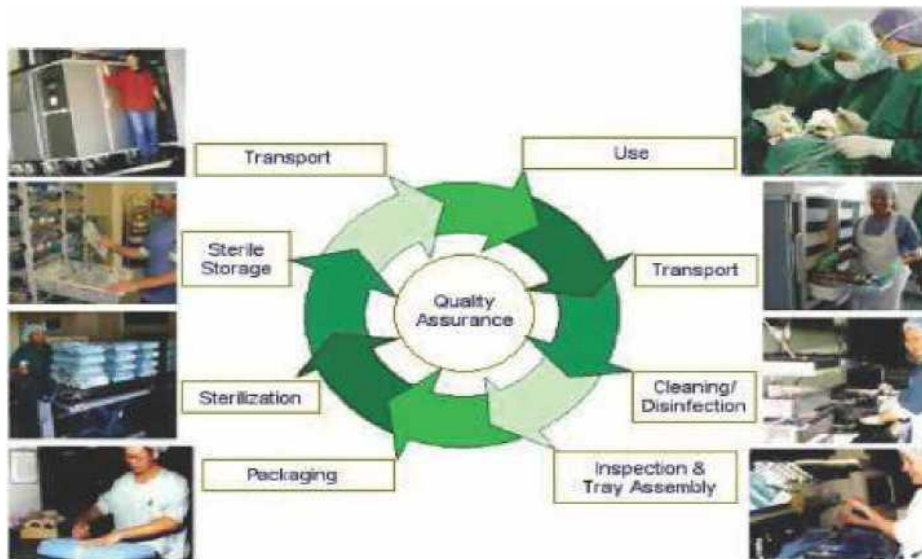 Transport
Use
Sterile
Storage
Quality
Assurance
Transport
Sterilization
Cleaning/
Disinfection
Packaging
Inspection &
Tray Assembly